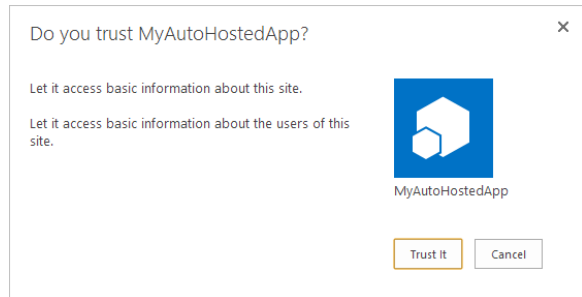 Do you trust MyAutoHostedApp?
Let it access basic information about this site.
Let it access basic information about the users of this
site.
MyAutoHostedApp
Trust It
Cancel